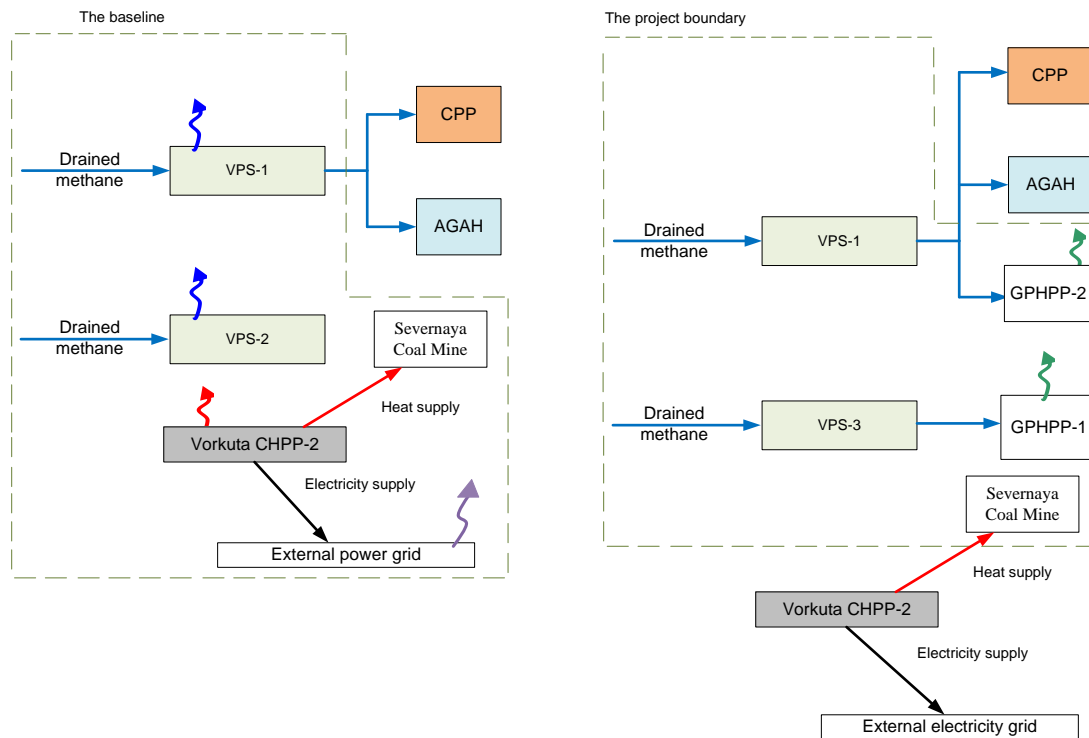 The baseline
CPP
Drained
methane
VPS-1
AGAH
Drained
methane
VPS-2
Severnaya
Coal Mine
Heat supply
Vorkuta CHPP-2
Electricity supply
External power grid
The project boundary
CPP
AGAH
Drained
methane
VPS-1
GPHPP-2
Drained
methane
VPS-3
GPHPP-1
Severnaya
Coal Mine
Heat supply
Vorkuta CHPP-2
Electricity supply
External electricity grid